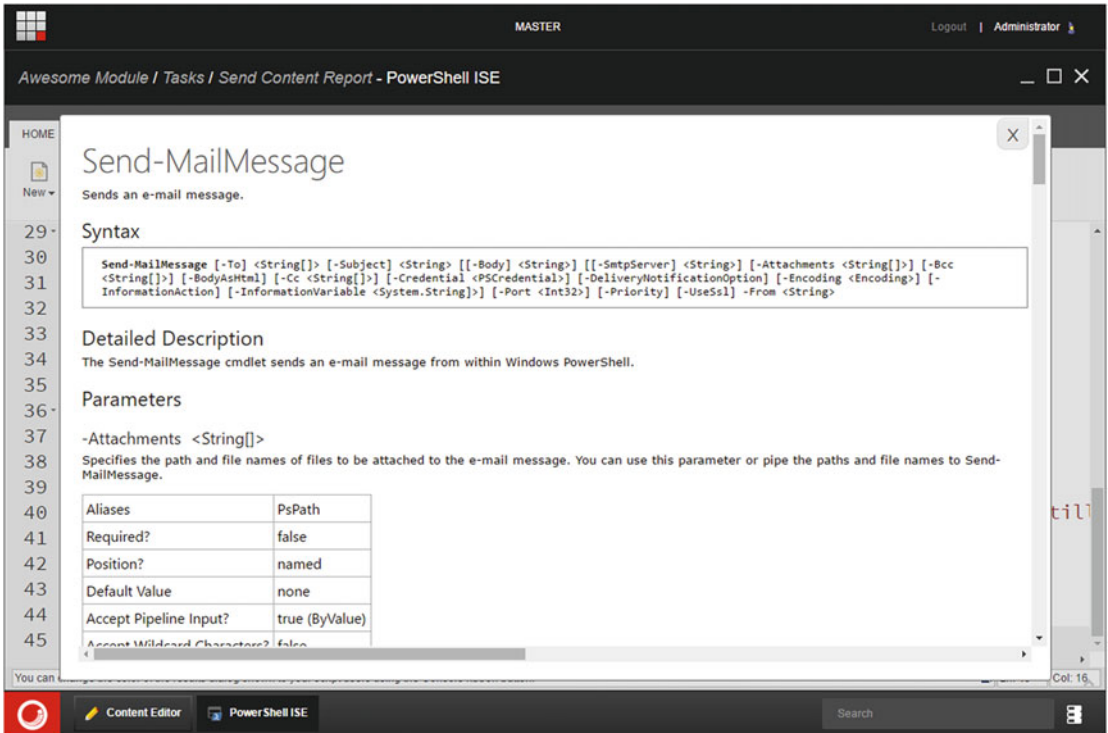 MASTER
Logout | Administrator
Awesome Module / Tasks / Send Content Report - PowerShell ISE
HOME
New
X
Send-MailMessage
Sends an e-mail message.
Syntax
Send-MailMessage [-To] <String[]> [-Subject] <String> [[-Body] <String>] [[-SmtpServer] <String>] [-Attachments <String[]>] [-Bcc
<String[]>] [-BodyAsHtml] [-Cc <String[]>] [-Credential <PSCredential>] [-DeliveryNotificationOption] [-Encoding <Encoding>] [-
InformationAction] [-InformationVariable <System.String]>] [-Port <Int32>] [-Priority] [-UseSsl] -From <String>
Detailed Description
The Send-MailMessage cmdlet sends an e-mail message from within Windows PowerShell.
Parameters
-Attachments <String[]>
Specifies the path and file names of files to be attached to the e-mail message. You can use this parameter or pipe the paths and file names to Send-
MailMessage.
Aliases PsPath
Required? false
Position? named
Default Value none
Accept Pipeline Input? true (ByValue)
Accept Wildcard Characters? false
29
30
31
32
33
34
35
36
37
38
39
40
41
42
43
44
45
till
You can
Col: 16
Content Editor
PowerShell ISE
Search